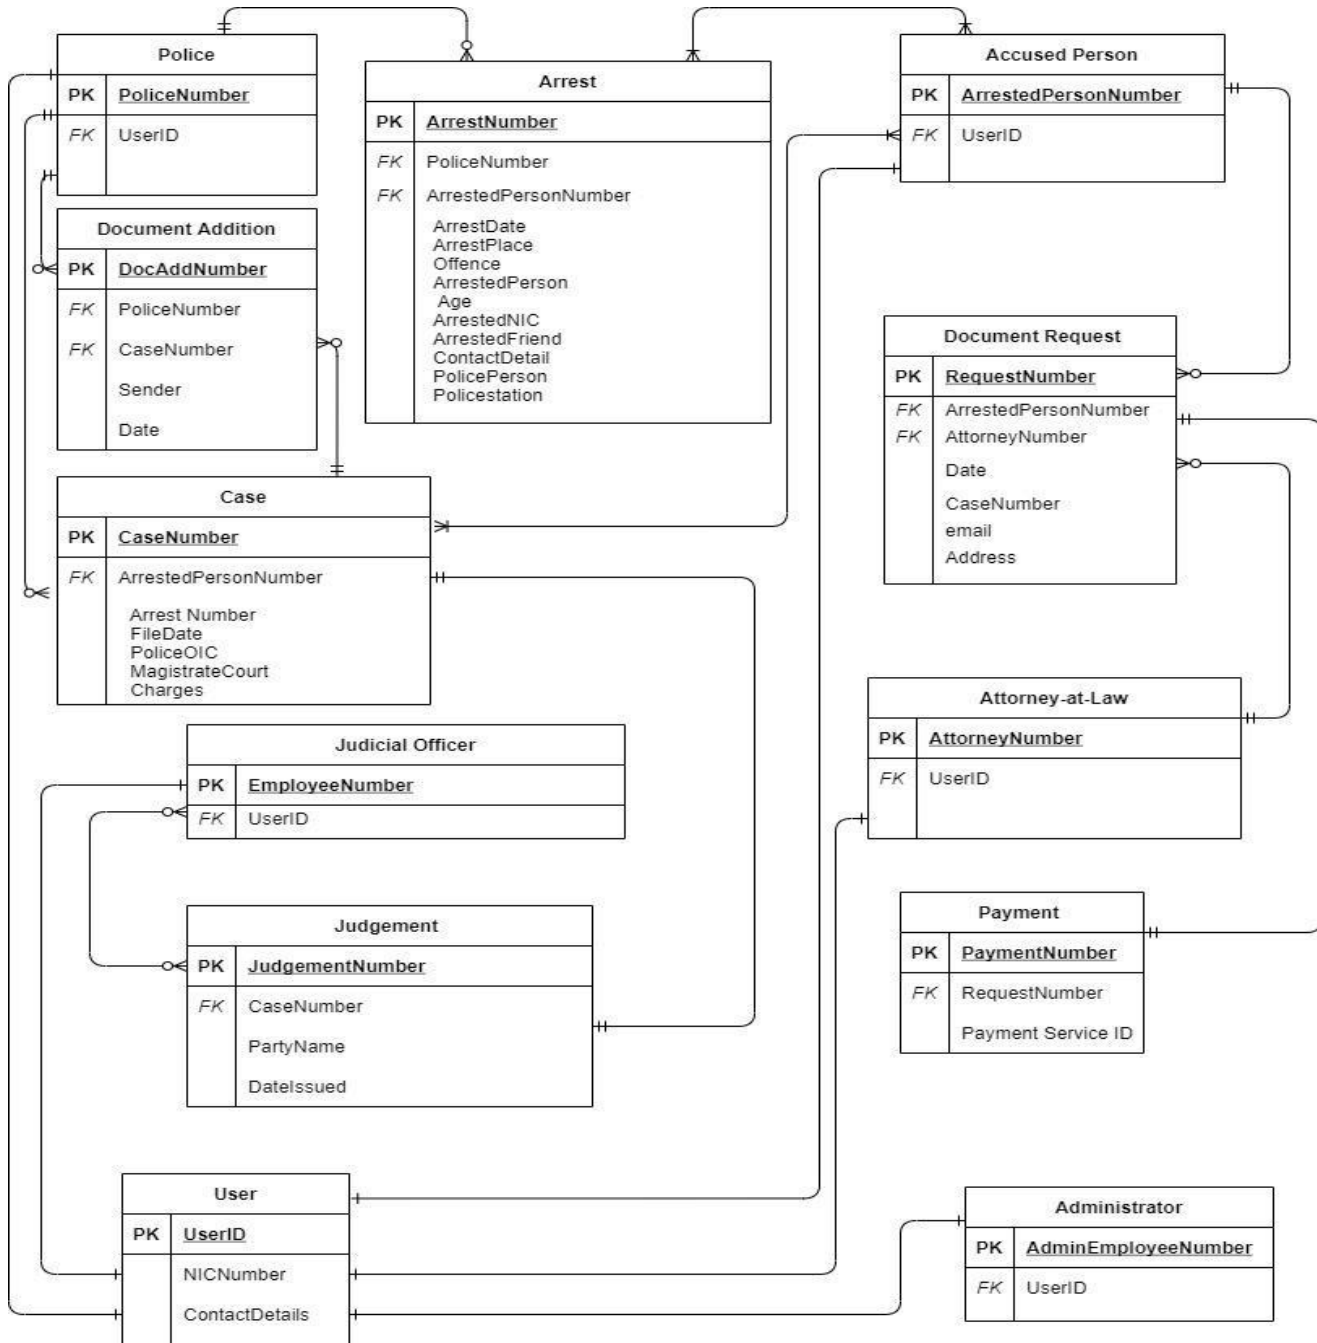 Police
PK PoliceNumber
FK UserID
Arrest
PK ArrestNumber
FK PoliceNumber
FK ArrestedPersonNumber
ArrestDate
ArrestPlace
Offence
ArrestedPerson
Age
ArrestedNIC
ArrestedFriend
ContactDetail
PolicePerson
Policestation
Accused Person
PK ArrestedPersonNumber
FK UserID
Document Addition
PK DocAddNumber
FK PoliceNumber
FK CaseNumber
Sender
Date
Document Request
PK RequestNumber
FK ArrestedPersonNumber
FK AttorneyNumber
Date
CaseNumber
email
Address
Case
PK CaseNumber
FK ArrestedPersonNumber
Arrest Number
FileDate
PoliceOIC
MagistrateCourt
Charges
Attorney-at-Law
PK AttorneyNumber
FK UserID
Judicial Officer
PK EmployeeNumber
FK UserID
Judgement
PK JudgementNumber
FK CaseNumber
PartyName
DateIssued
Payment
PK PaymentNumber
FK RequestNumber
Payment Service ID
User
PK UserID
NICNumber
ContactDetails
Administrator
PK AdminEmployeeNumber
FK UserID